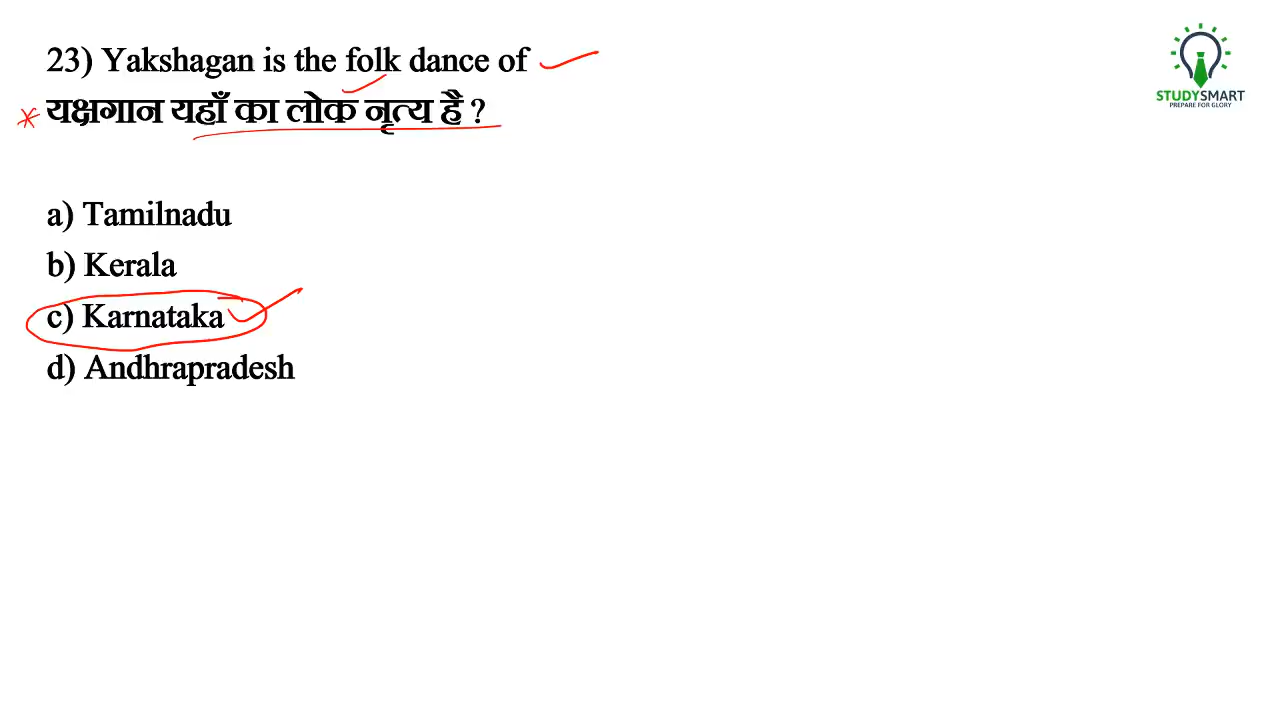 23) Yakshagan is the folk dance of
यक्षगान यहाँ का लोक नृत्य है ?
a) Tamilnadu
b) Kerala
c) Karnataka
d) Andhrapradesh
STUDYSMART
PREPARE FOR GLORY